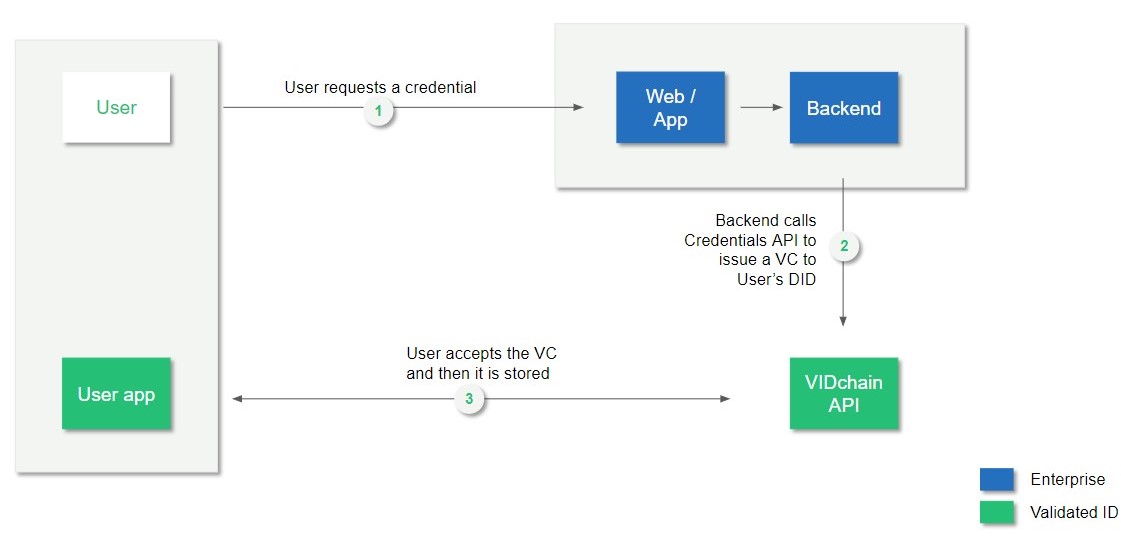 User
User requests a credential
1
Web /
App
Backend
Backend calls
Credentials API to
issue a VC to
User's DID
2
User accepts the VC
and then it is stored
3
User app
VIDchain
API
Enterprise
Validated ID